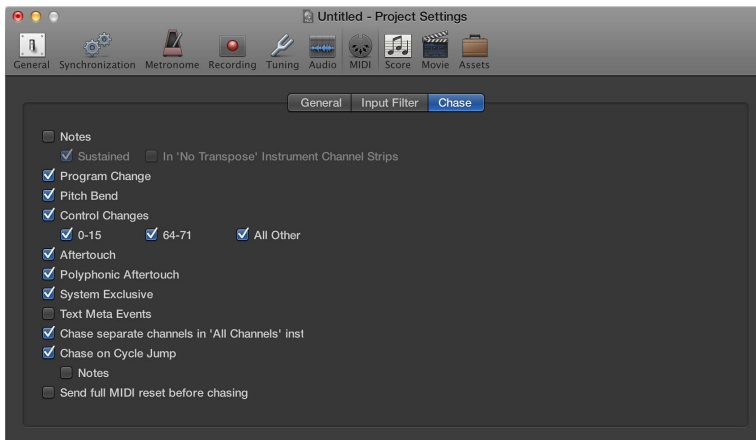 Untitled - Project Settings
General Synchronization Metronome Recording Tuning Audio MIDI Score Movie Assets
General Input Filter Chase
Notes
Sustained In 'No Transpose' Instrument Channel Strips
Program Change
Pitch Bend
Control Changes
0-15 64-71 All Other
Aftertouch
Polyphonic Aftertouch
System Exclusive
Text Meta Events
Chase separate channels in 'All Channels' inst
Chase on Cycle Jump
Notes
Send full MIDI reset before chasing